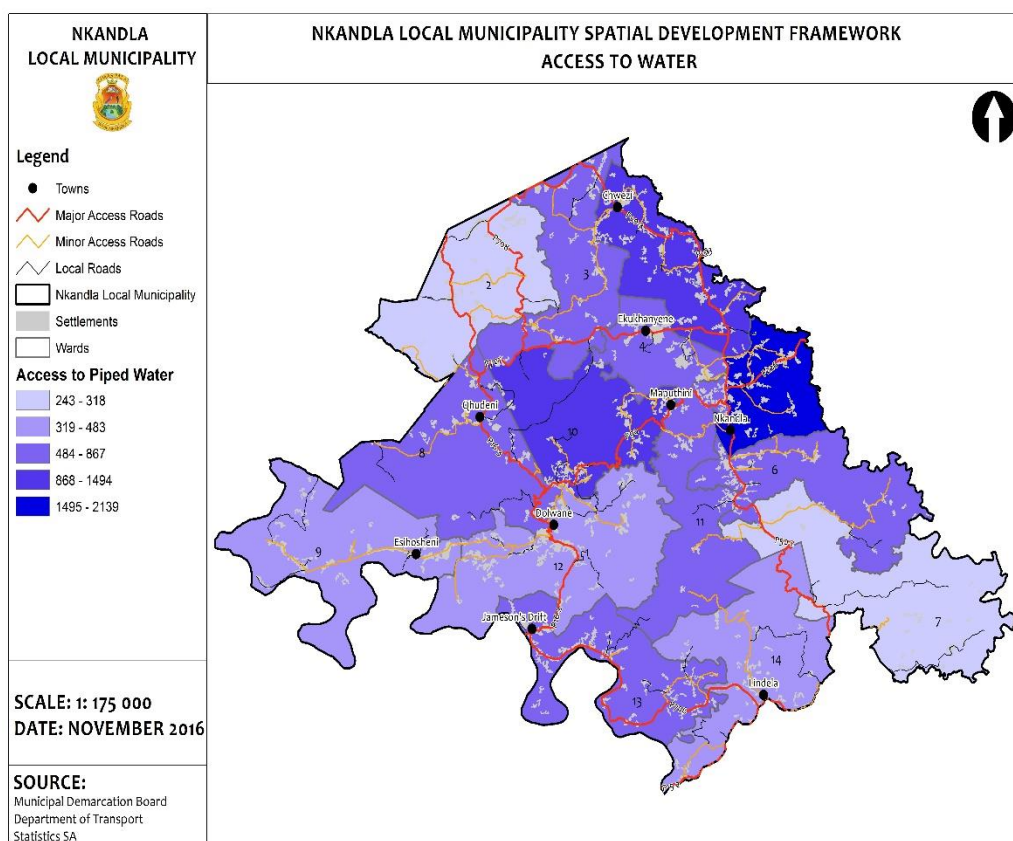 NKANDLA
LOCAL MUNICIPALITY
NKANDLA LOCAL MUNICIPALITY SPATIAL DEVELOPMENT FRAMEWORK
ACCESS TO WATER
Legend
Towns
Major Access Roads
Minor Access Roads
Local Roads
Nkandla Local Municipality
Settlements
Wards
Access to Piped Water
243 - 318
319 - 483
484 - 867
868 - 1494
1495 - 2139
SCALE: 1: 175 000
DATE: NOVEMBER 2016
SOURCE:
Municipal Demarcation Board
Department of Transport
Statistics SA
Chwezi
2
3
Ekukhanyeno
4
Maputhini
Qhudeni
Nkandla
10
8
6
11
Dolwane
Esihosheni
9
12
Jameson's Drift
7
14
Lindela
13